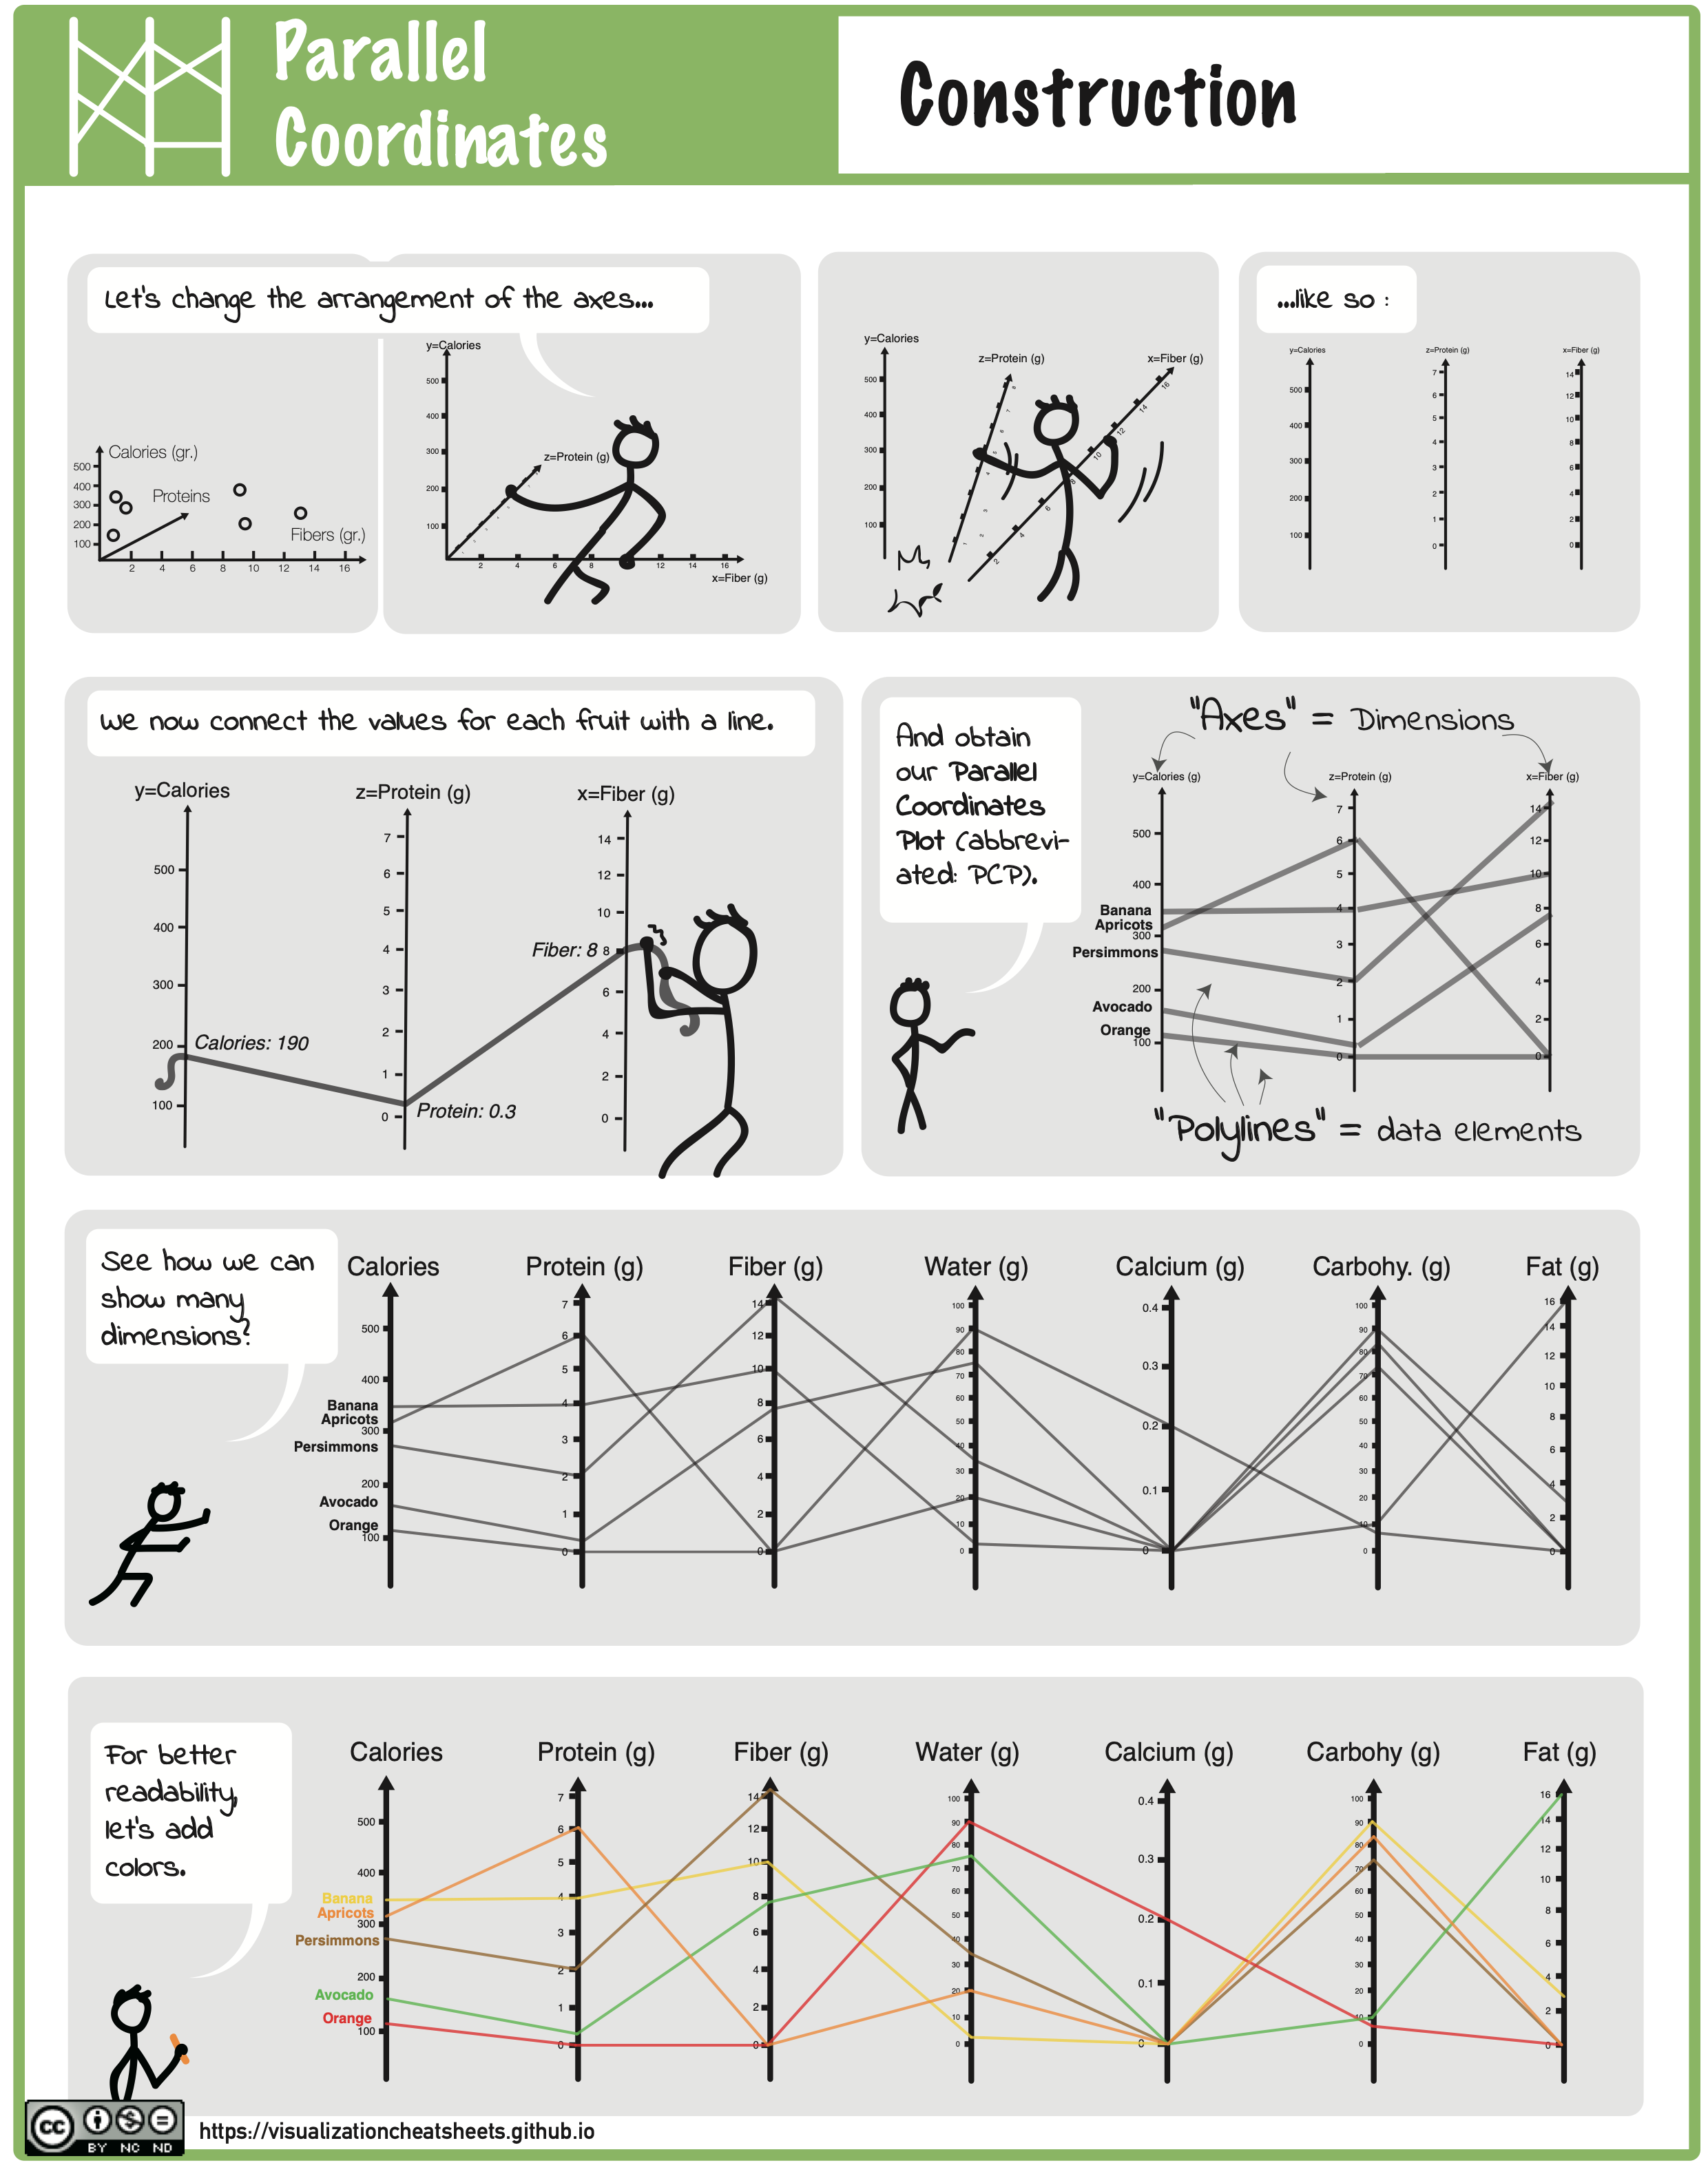 Parallel
Coordinates
Construction
Let's change the arrangement of the axes...
Calories (gr.)
500
400
300
200
100
Proteins
Fibers (gr.)
2 4 6 8 10 12 14 16
y=Calories
500
400
300
200
100
z=Protein (g)
2 4 6 8 12 14 16
x=Fiber (g)
y=Calories
500
400
300
200
100
z=Protein (g)
x=Fiber (g)
2 4 6 8 10 12 14 16
...like so :
y=Calories
500
400
300
200
100
z=Protein (g)
7
6
5
4
3
2
1
0
x=Fiber (g)
14
12
10
8
6
4
2
0
We now connect the values for each fruit with a line.
y=Calories
500
400
300
200
100
Calories: 190
z=Protein (g)
7
6
5
4
3
2
1
0
Protein: 0.3
x=Fiber (g)
14
12
10
8
6
4
2
0
Fiber: 8
And obtain
our Parallel
Coordinates
Plot (abbrevi-
ated: PCP).
"Axes" = Dimensions
y=Calories (g)
500
400
300
200
100
Banana
Apricots
Persimmons
Avocado
Orange
z=Protein (g)
7
6
5
4
3
2
1
0
x=Fiber (g)
14
12
10
8
6
4
2
0
"Polylines" = data elements
See how we can
show many
dimensions?
Calories
500
400
300
200
100
Banana
Apricots
Persimmons
Avocado
Orange
Protein (g)
7
6
5
4
3
2
1
0
Fiber (g)
14
12
10
8
6
4
2
0
Water (g)
100
90
80
70
60
50
40
30
20
10
0
Calcium (g)
0.4
0.3
0.2
0.1
0
Carbohy. (g)
100
90
80
70
60
50
40
30
20
10
0
Fat (g)
16
14
12
10
8
6
4
2
0
For better
readability,
let's add
colors.
Calories
500
400
300
200
100
Banana
Apricots
Persimmons
Avocado
Orange
Protein (g)
7
6
5
4
3
2
1
0
Fiber (g)
14
12
10
8
6
4
2
0
Water (g)
100
90
80
70
60
50
40
30
20
10
0
Calcium (g)
0.4
0.3
0.2
0.1
0
Carbohy (g)
100
90
80
70
60
50
40
30
20
10
0
Fat (g)
16
14
12
10
8
6
4
2
0
cc
BY NC ND
https://visualizationcheatsheets.github.io